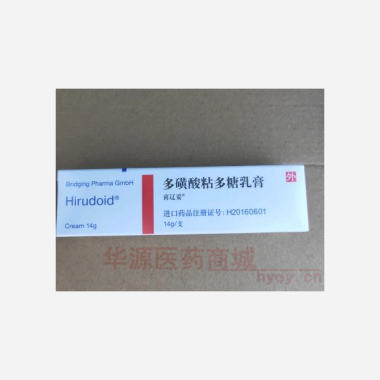 Bridging Pharma GmbH
Hirudoid®
Cream 14g
多磺酸粘多糖乳膏
喜辽妥®
进口药品注册证号：H20160601
14g/支
外
华源医药商城
hyey.cn